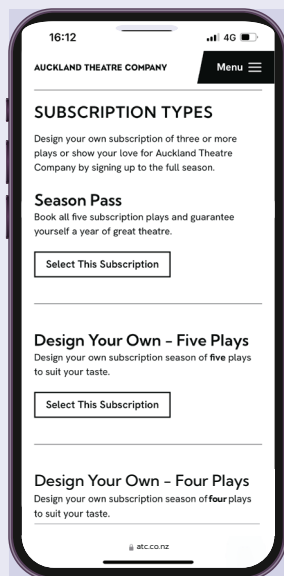 16:12
4G
AUCKLAND THEATRE COMPANY
Menu
SUBSCRIPTION TYPES
Design your own subscription of three or more
plays or show your love for Auckland Theatre
Company by signing up to the full season.
Season Pass
Book all five subscription plays and guarantee
yourself a year of great theatre.
Select This Subscription
Design Your Own – Five Plays
Design your own subscription season of five plays
to suit your taste.
Select This Subscription
Design Your Own – Four Plays
Design your own subscription season of four plays
to suit your taste.
atc.co.nz